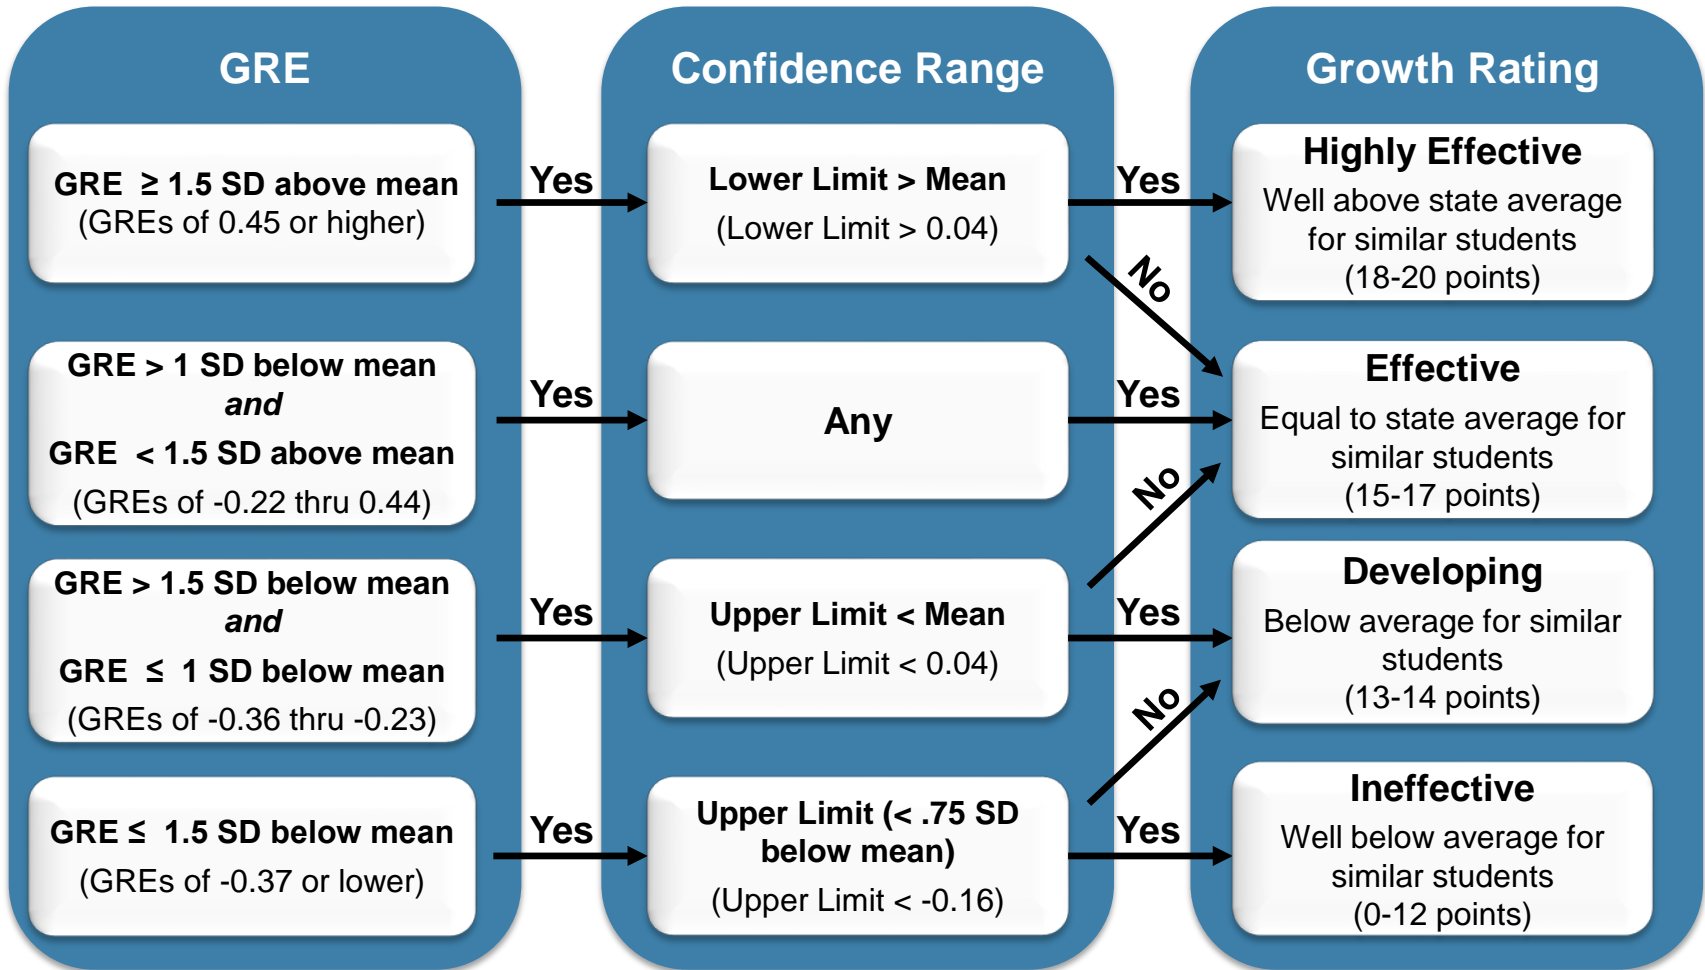 GRE
GRE ≥ 1.5 SD above mean
(GREs of 0.45 or higher)
GRE > 1 SD below mean
and
GRE < 1.5 SD above mean
(GREs of -0.22 thru 0.44)
GRE > 1.5 SD below mean
and
GRE ≤ 1 SD below mean
(GREs of -0.36 thru -0.23)
GRE ≤ 1.5 SD below mean
(GREs of -0.37 or lower)
Yes
Yes
Yes
Yes
Confidence Range
Lower Limit > Mean
(Lower Limit > 0.04)
Any
Upper Limit < Mean
(Upper Limit < 0.04)
Upper Limit (< .75 SD
below mean)
(Upper Limit < -0.16)
Yes
No
Yes
No
Yes
No
Yes
Growth Rating
Highly Effective
Well above state average
for similar students
(18-20 points)
Effective
Equal to state average for
similar students
(15-17 points)
Developing
Below average for similar
students
(13-14 points)
Ineffective
Well below average for
similar students
(0-12 points)